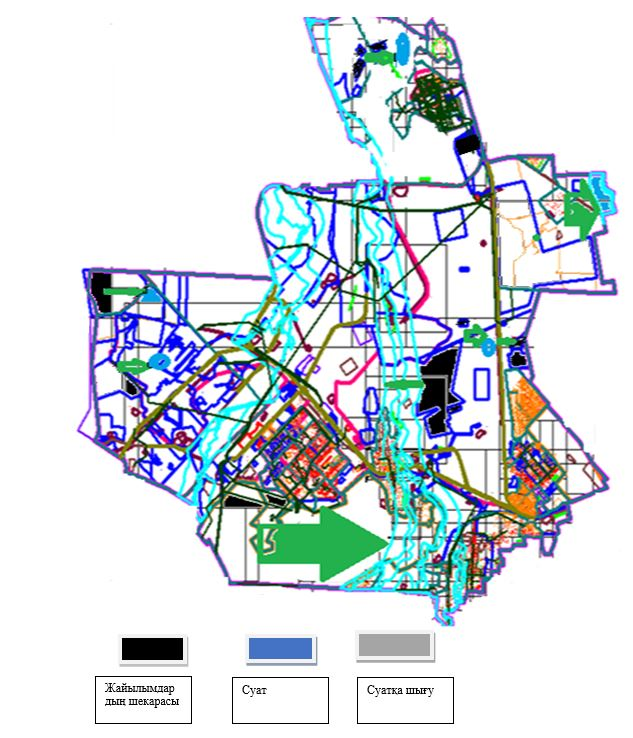 Жайылымдар
дың шекарасы
Суат
Суатқа шығу